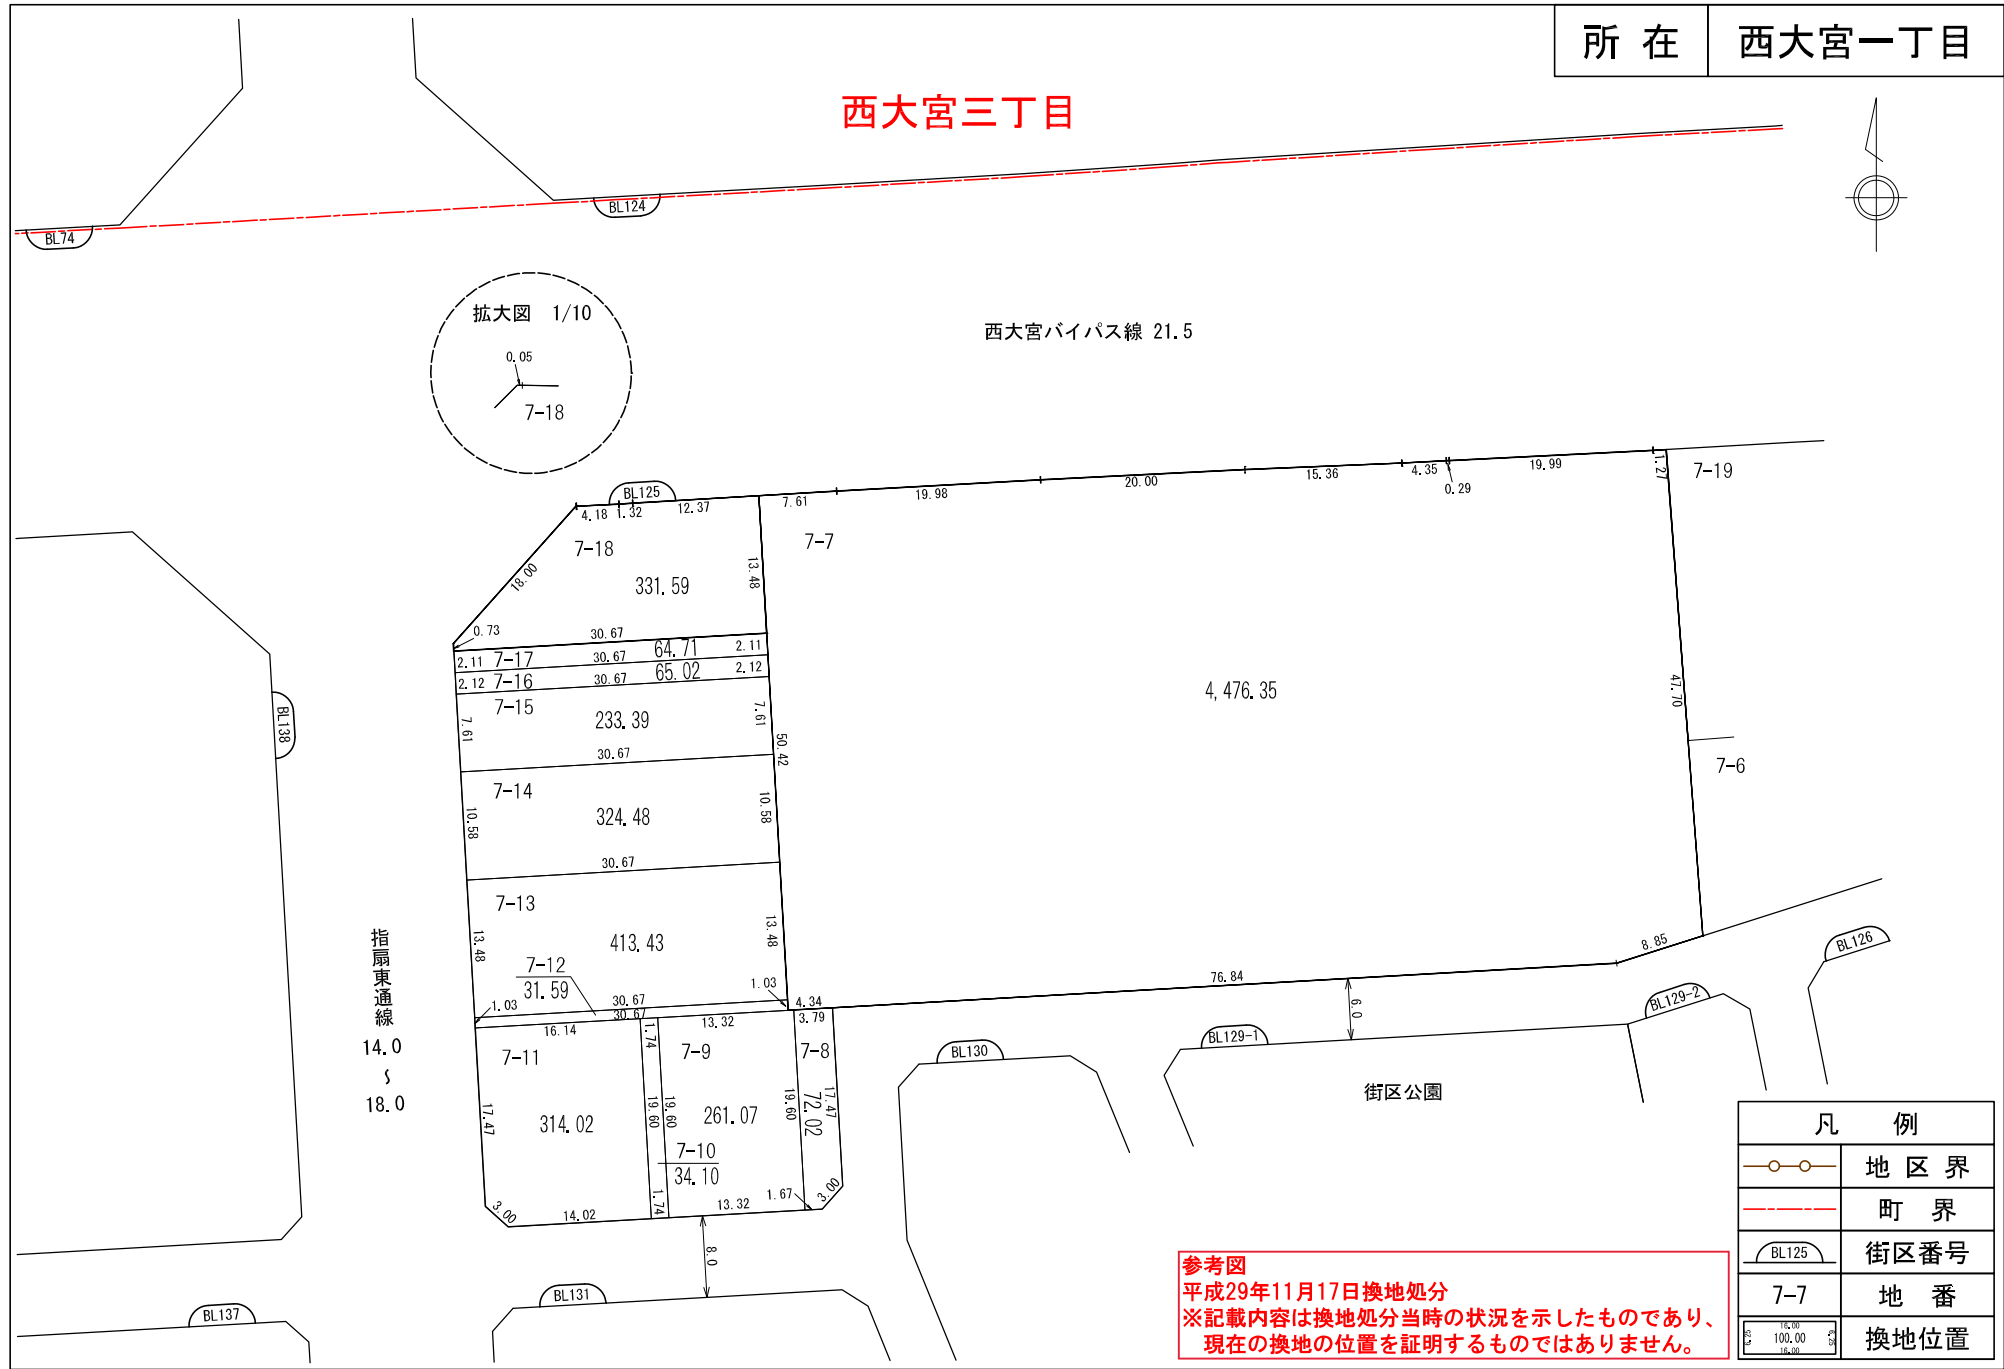 所 在 西大宮一丁目
西大宮三丁目
BL74
BL124
拡大図 1/10
0.05
7-18
西大宮バイパス線 21.5
BL125
4.18 1.32 12.37
7.61 19.98 20.00 15.36 4.35 0.29 19.99 1.27
7-19
7-18
331.59
18.00
13.48
7-7
4,476.35
47.70
7-6
0.73
30.67
2.11 7-17 30.67 64.71 2.11
2.12 7-16 30.67 65.02 2.12
7-15
233.39
7.61
7.61
50.42
30.67
7-14
324.48
10.58
10.58
30.67
7-13
413.43
13.48
13.48
7-12
31.59
1.03
30.67
1.03
30.67
4.34
76.84
8.85
6.0
16.14
1.74
13.32
3.79
7-11
314.02
17.47
19.60
19.60
7-9
261.07
7-10
34.10
19.60
7-8
72.02
17.47
3.00
14.02
1.74
13.32
1.67
3.00
8.0
BL138
指扇東通線
14.0
~
18.0
BL130
BL129-1
BL129-2
BL126
街区公園
BL137
BL131
参考図
平成29年11月17日換地処分
※記載内容は換地処分当時の状況を示したものであり、
現在の換地の位置を証明するものではありません。
凡 例
地 区 界
町 界
BL125 街区番号
7-7 地 番
16.00
6.25 100.00 6.25
16.00
換地位置